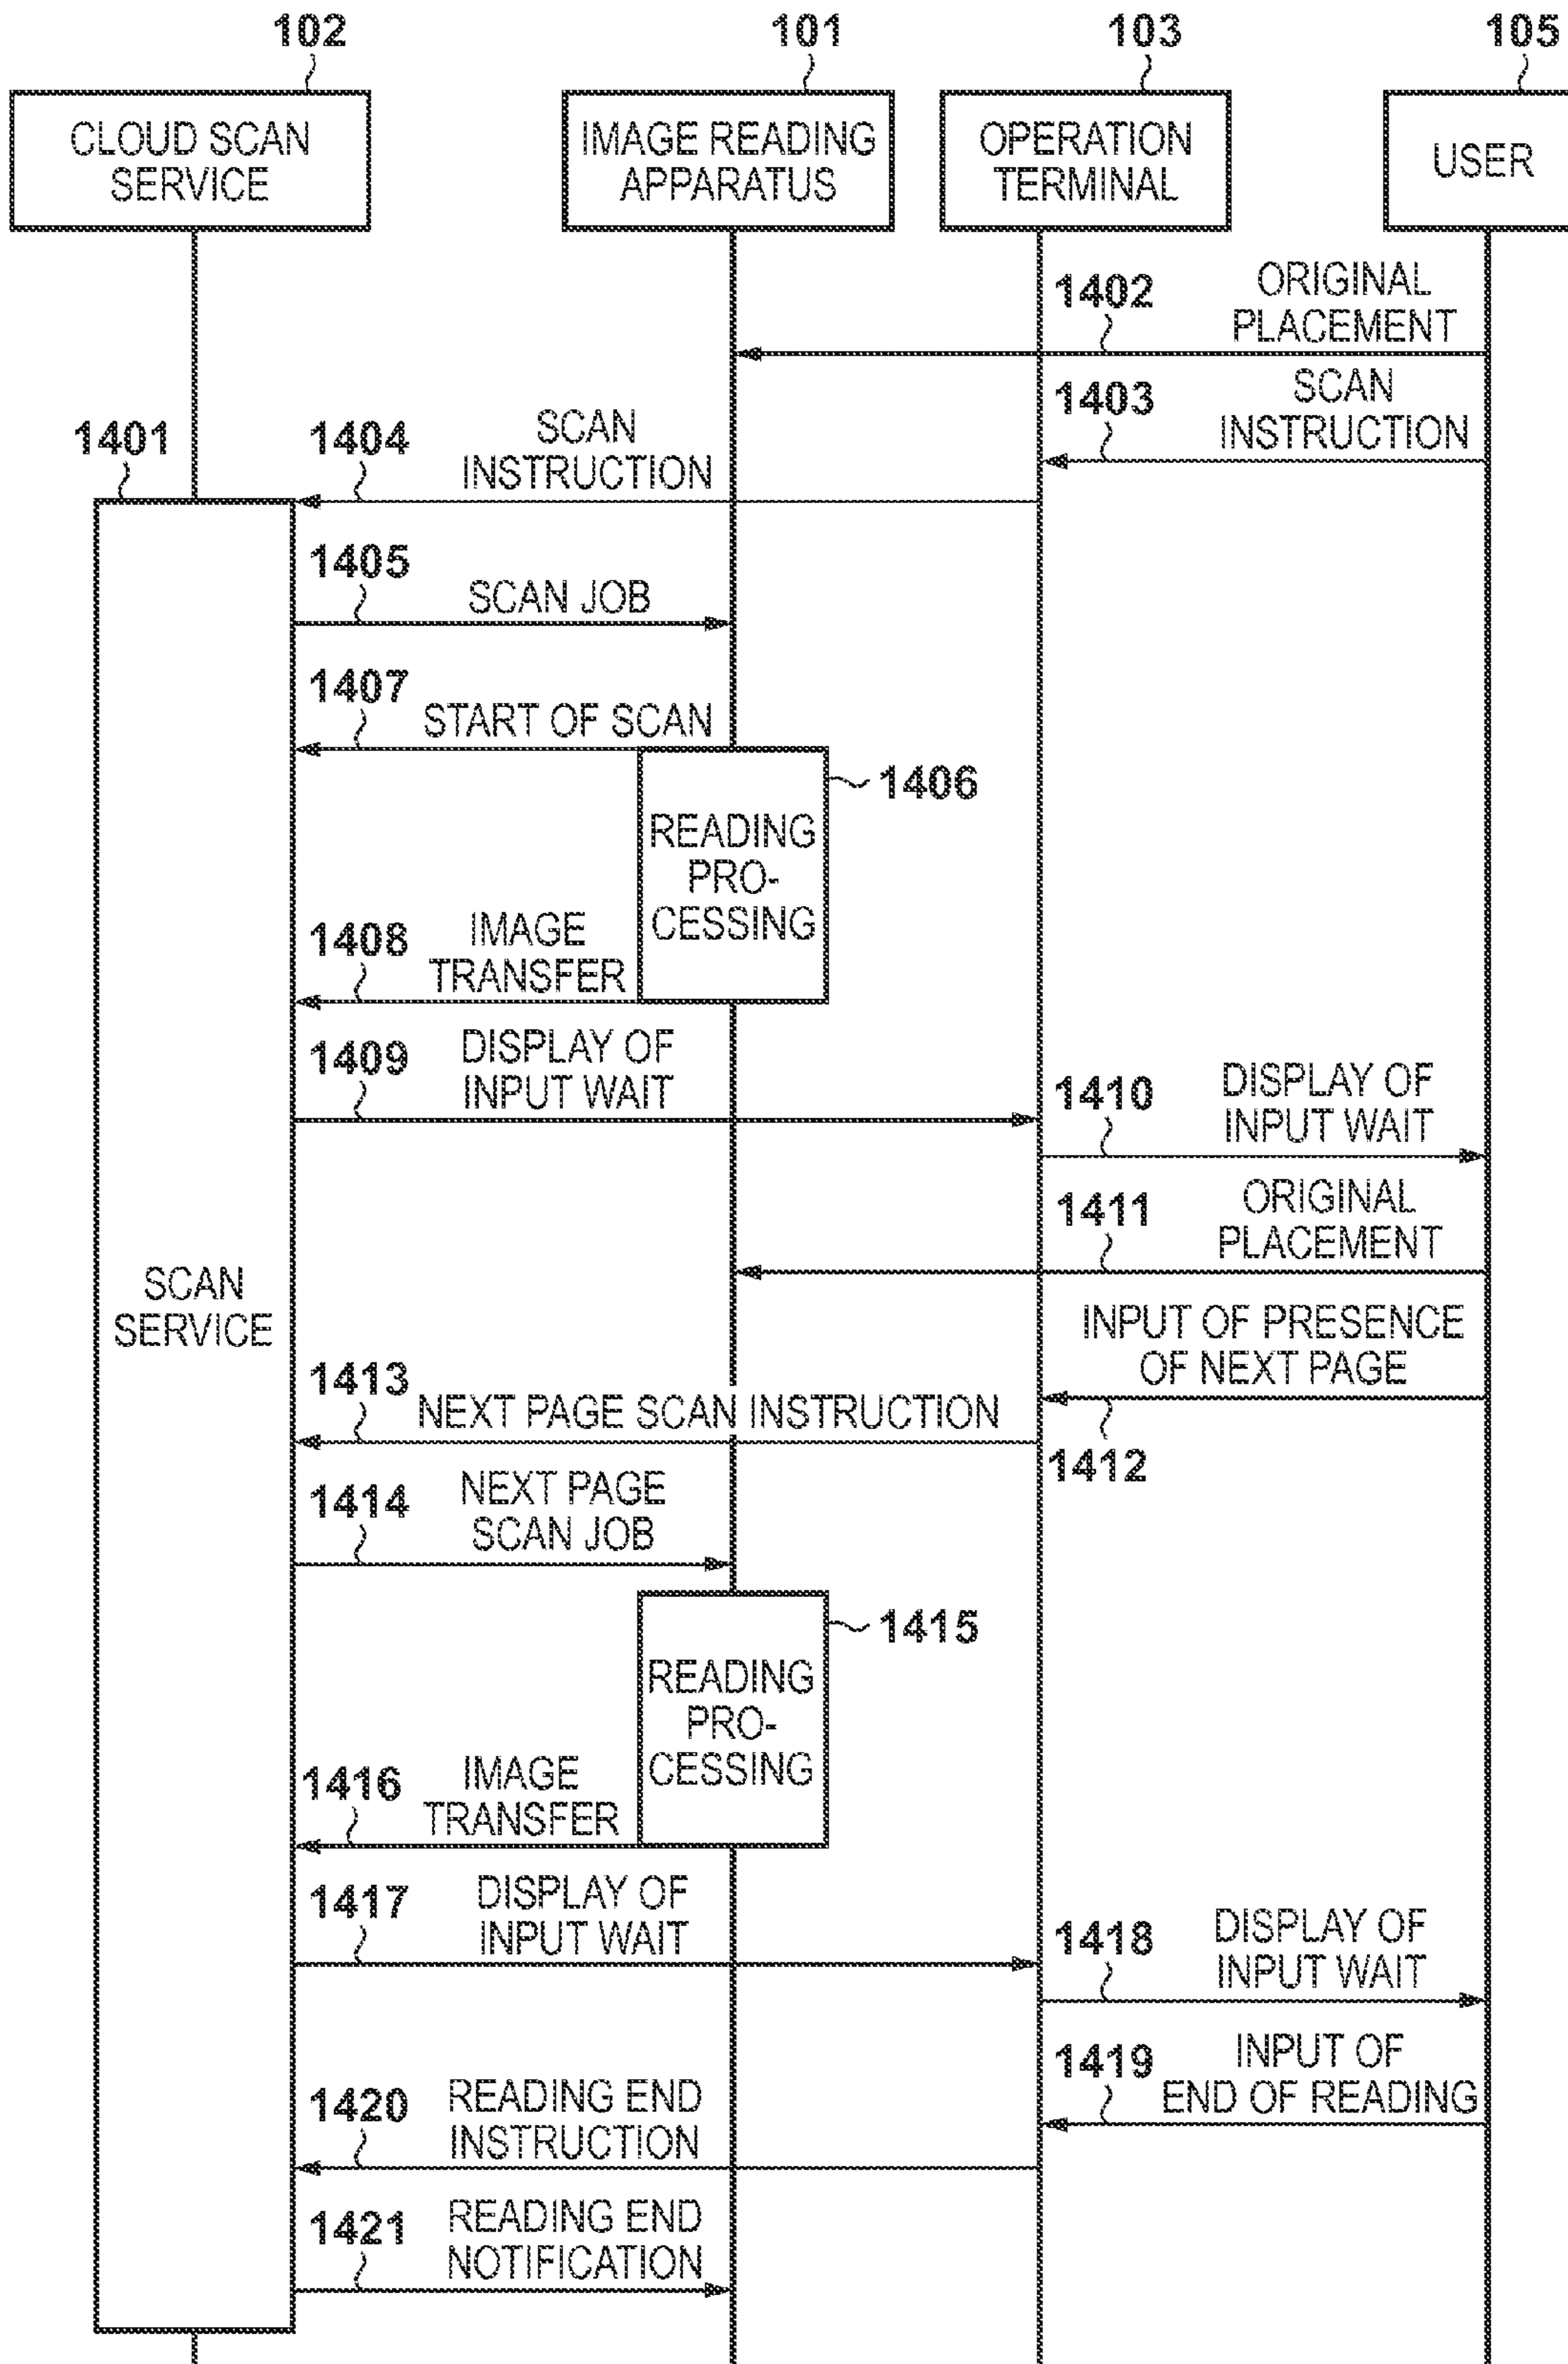 102
101
103
105
CLOUD SCAN
SERVICE
IMAGE READING
APPARATUS
OPERATION
TERMINAL
USER
1402
ORIGINAL
PLACEMENT
1403
SCAN
INSTRUCTION
1401
1404
SCAN
INSTRUCTION
1405
SCAN JOB
1407
START OF SCAN
1406
READING
PRO-
CESSING
1408
IMAGE
TRANSFER
1409
DISPLAY OF
INPUT WAIT
1410
DISPLAY OF
INPUT WAIT
1411
ORIGINAL
PLACEMENT
SCAN
SERVICE
INPUT OF PRESENCE
OF NEXT PAGE
1412
1413
NEXT PAGE SCAN INSTRUCTION
1414
NEXT PAGE
SCAN JOB
1415
READING
PRO-
CESSING
1416
IMAGE
TRANSFER
1417
DISPLAY OF
INPUT WAIT
1418
DISPLAY OF
INPUT WAIT
1419
INPUT OF
END OF READING
1420
READING END
INSTRUCTION
1421
READING END
NOTIFICATION